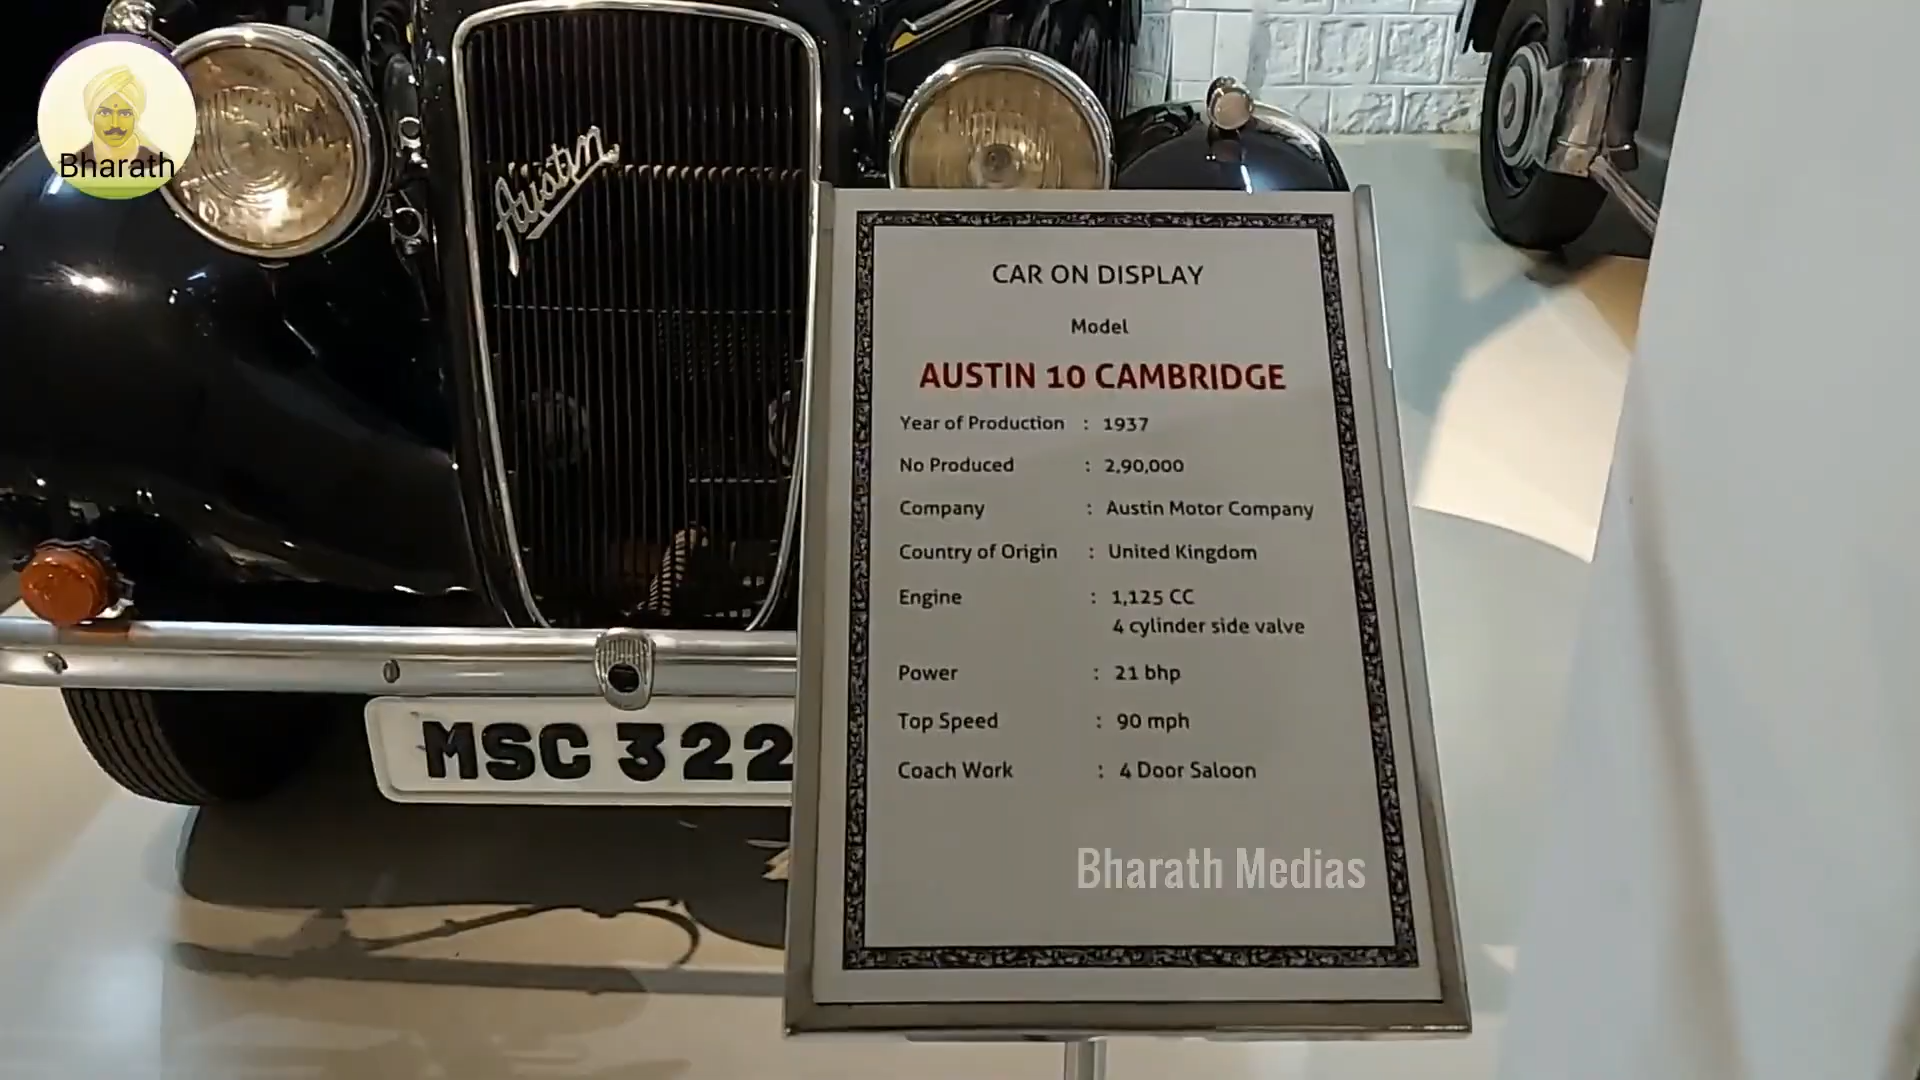 Bharath
Austin
CAR ON DISPLAY
Model
AUSTIN 10 CAMBRIDGE
Year of Production : 1937
No Produced : 2,90,000
Company : Austin Motor Company
Country of Origin : United Kingdom
Engine : 1,125 CC
4 cylinder side valve
Power : 21 bhp
Top Speed : 90 mph
Coach Work : 4 Door Saloon
MSC 322
Bharath Medias